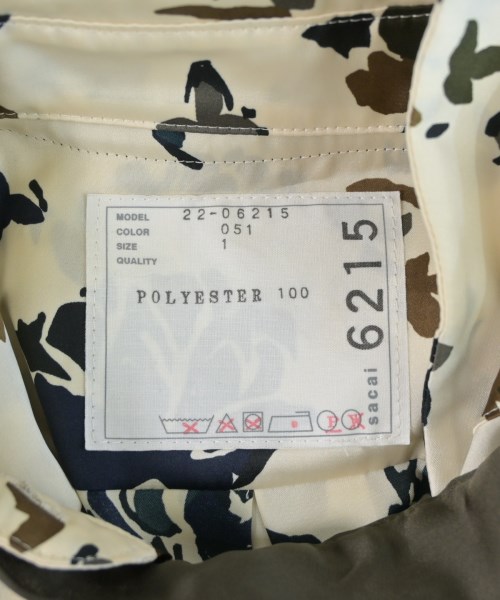 MODEL 22-06215
COLOR 051
SIZE 1
QUALITY
POLYESTER 100
sacai 6215
P W